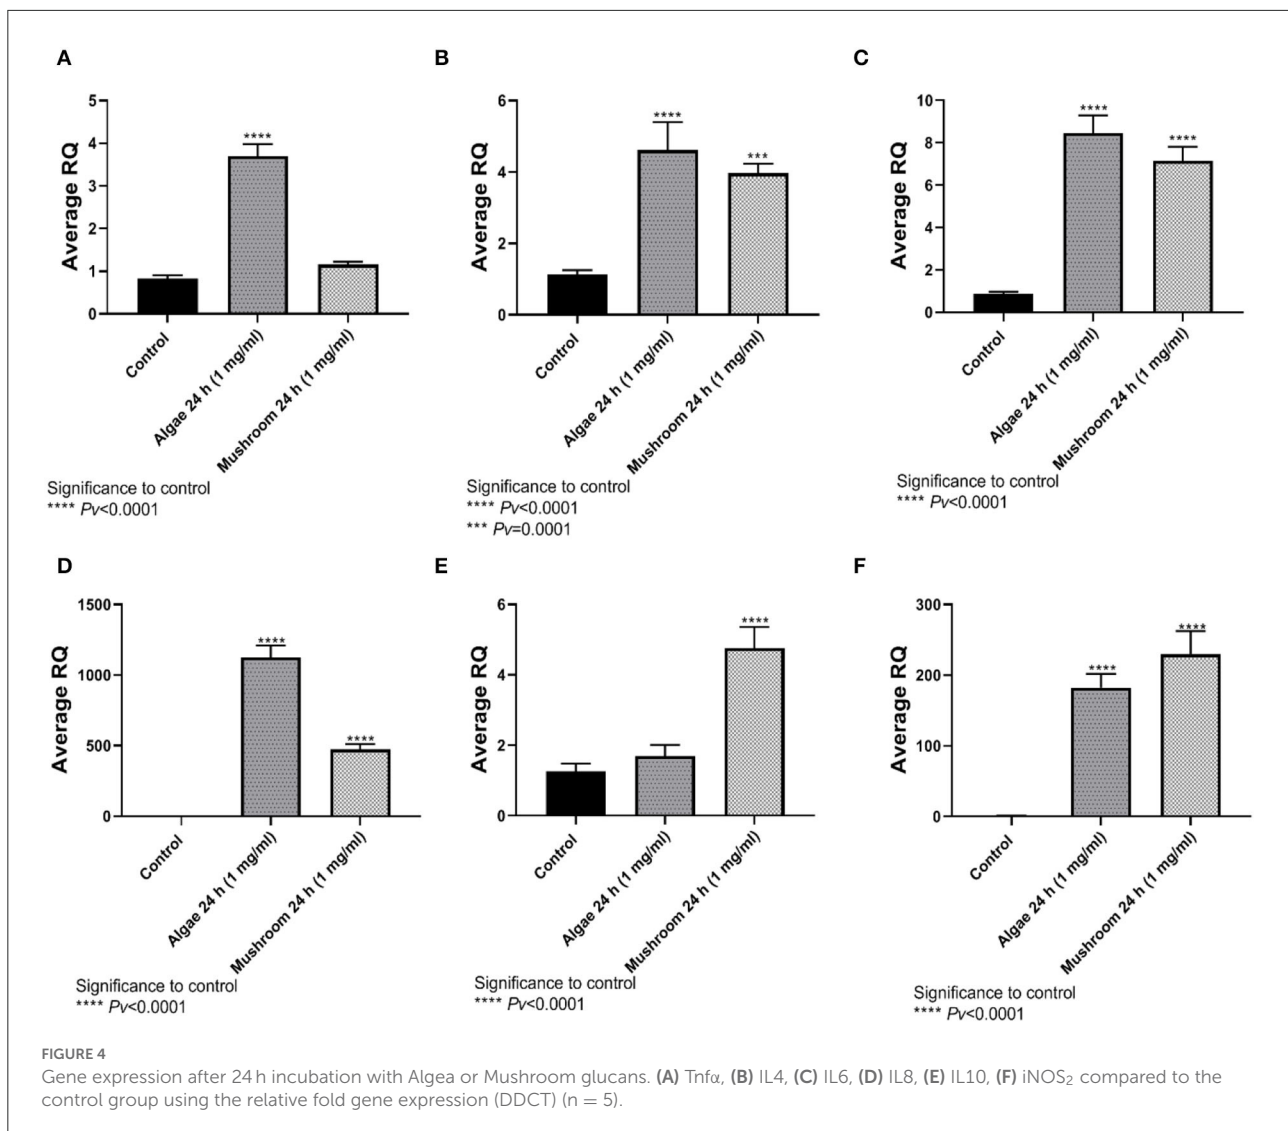 A
5
4
3
2
1
0
Average RQ
****
Control
Algae 24 h (1 mg/ml)
Mushroom 24 h (1 mg/ml)
Significance to control
**** Pv<0.0001
B
6
4
2
0
Average RQ
****
***
Control
Algae 24 h (1 mg/ml)
Mushroom 24 h (1 mg/ml)
Significance to control
**** Pv<0.0001
*** Pv=0.0001
C
10
8
6
4
2
0
Average RQ
****
****
Control
Algae 24 h (1 mg/ml)
Mushroom 24 h (1 mg/ml)
Significance to control
**** Pv<0.0001
D
1500
1000
500
0
Average RQ
****
****
Control
Algae 24 h (1 mg/ml)
Mushroom 24 h (1 mg/ml)
Significance to control
**** Pv<0.0001
E
6
4
2
0
Average RQ
****
Control
Algae 24 h (1 mg/ml)
Mushroom 24 h (1 mg/ml)
Significance to control
**** Pv<0.0001
F
300
200
100
0
Average RQ
****
****
Control
Algae 24 h (1 mg/ml)
Mushroom 24 h (1 mg/ml)
Significance to control
**** Pv<0.0001
FIGURE 4
Gene expression after 24 h incubation with Algea or Mushroom glucans. (A) Tnfα, (B) IL4, (C) IL6, (D) IL8, (E) IL10, (F) iNOS₂ compared to the
control group using the relative fold gene expression (DDCT) (n = 5).